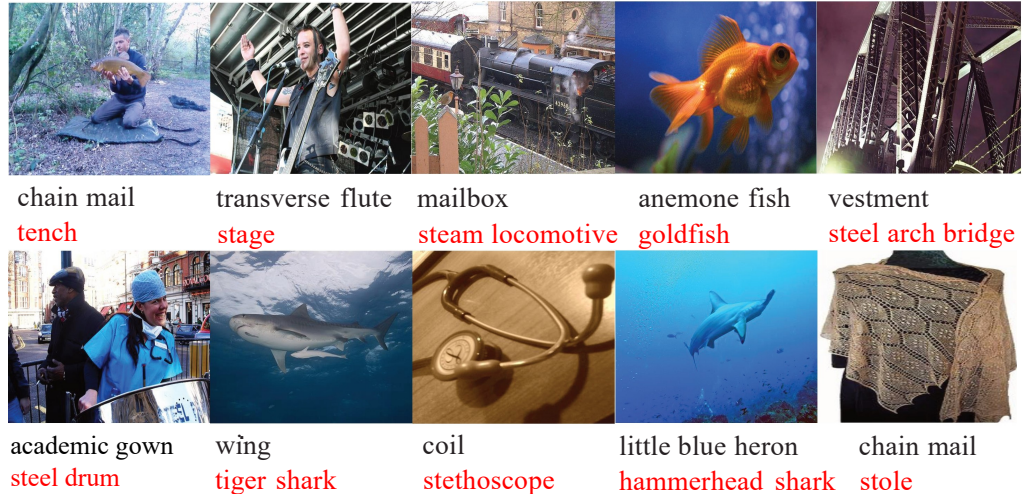 chain mail
tench
transverse flute
stage
mailbox
steam locomotive
anemone fish
goldfish
vestment
steel arch bridge
academic gown
steel drum
wing
tiger shark
coil
stethoscope
little blue heron
hammerhead shark
chain mail
stole